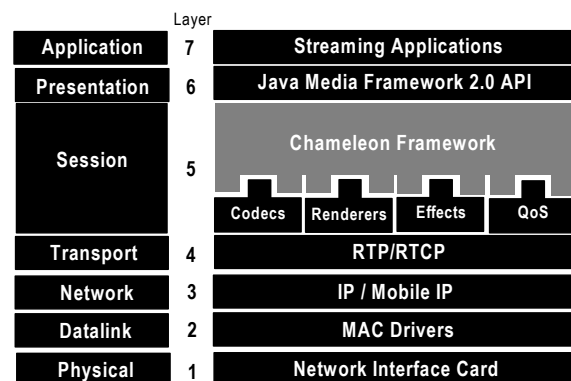 Layer
Application 7 Streaming Applications
Presentation 6 Java Media Framework 2.0 API
Chameleon Framework
Session 5
Codecs Renderers Effects QoS
Transport 4 RTP/RTCP
Network 3 IP / Mobile IP
Datalink 2 MAC Drivers
Physical 1 Network Interface Card